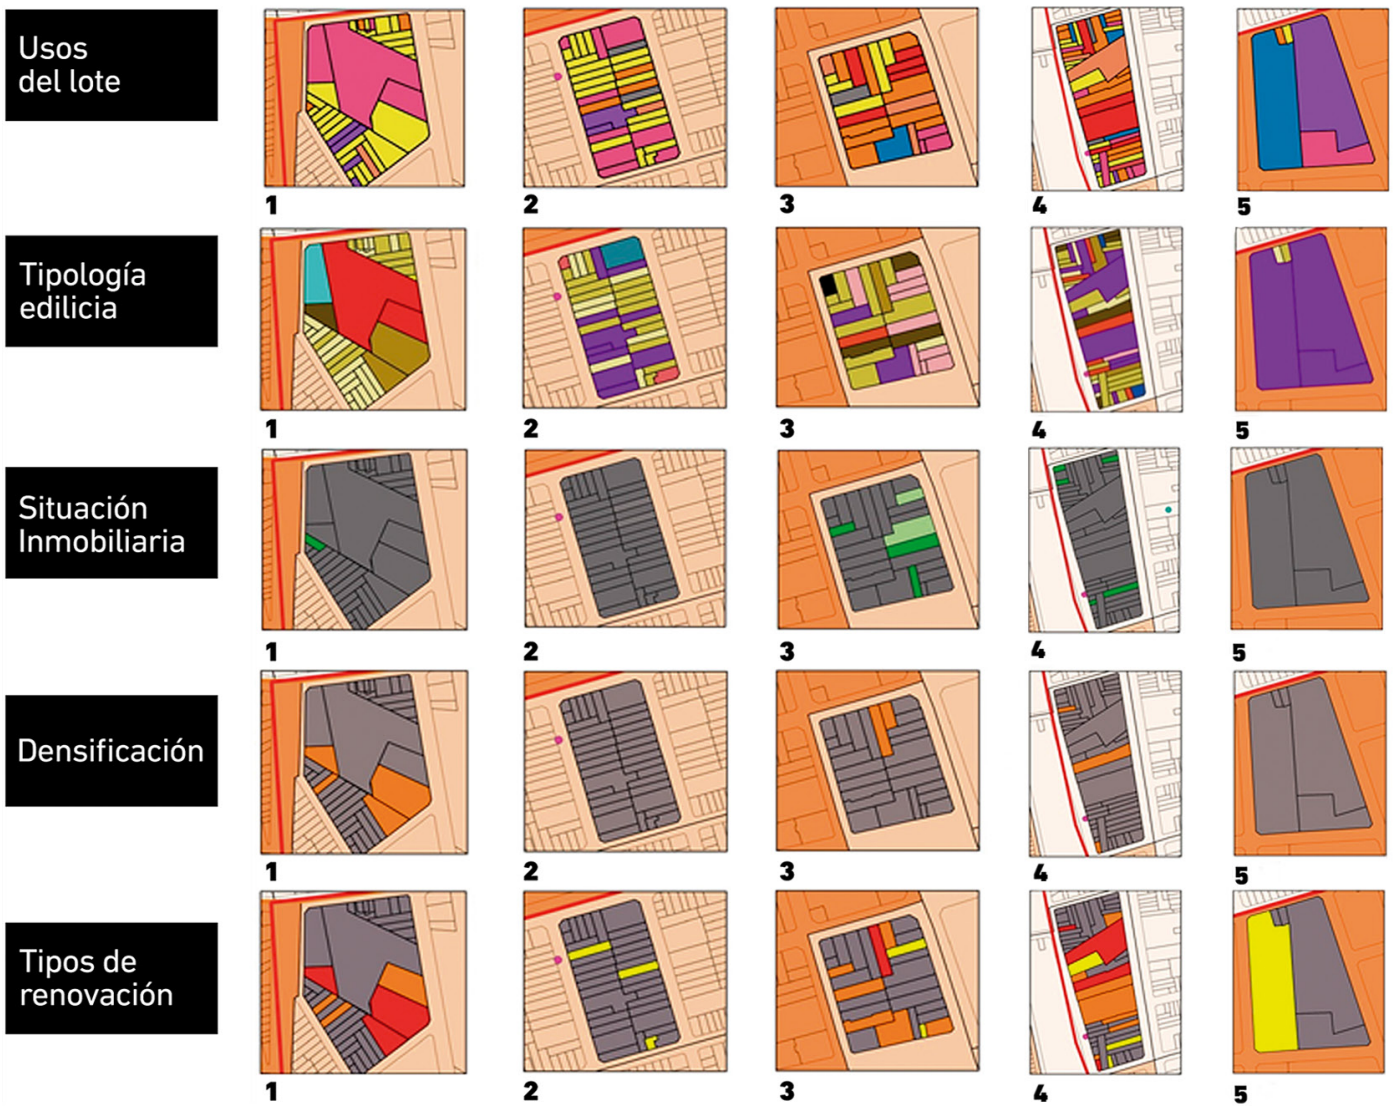 Usos
del lote
1 2 3 4 5
Tipología
edilicia
1 2 3 4 5
Situación
Inmobiliaria
1 2 3 4 5
Densificación
1 2 3 4 5
Tipos de
renovación
1 2 3 4 5